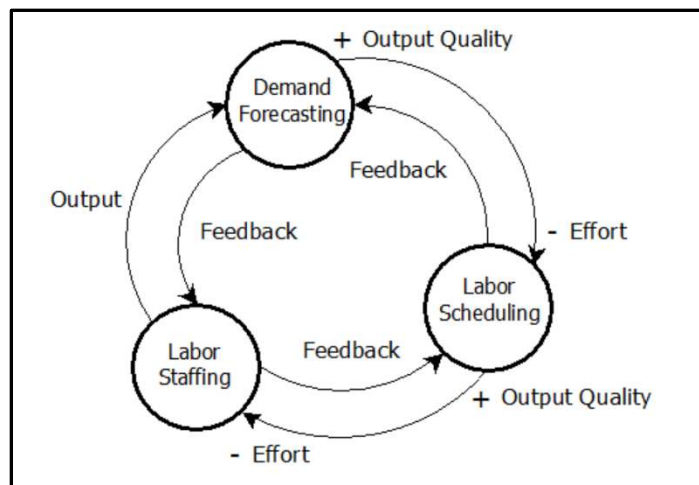 + Output Quality
Demand
Forecasting
Feedback
Output
Feedback
- Effort
Labor
Scheduling
Labor
Staffing
Feedback
+ Output Quality
- Effort